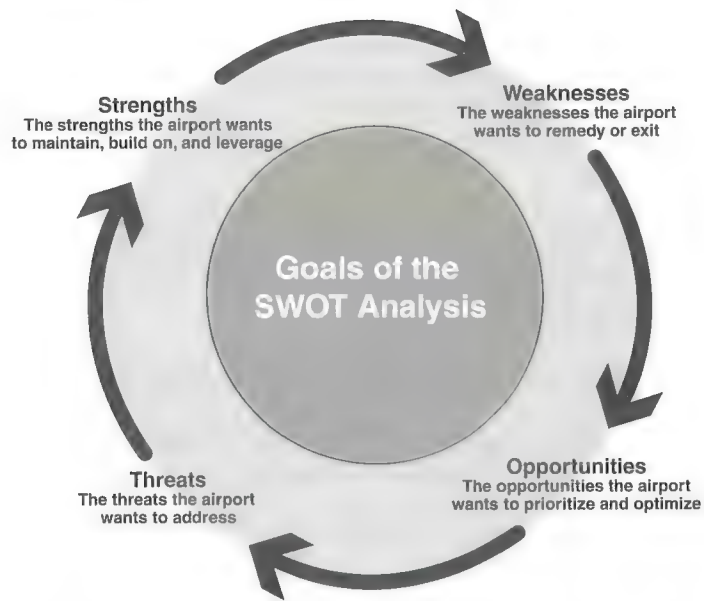 Strengths
The strengths the airport wants
to maintain, build on, and leverage
Weaknesses
The weaknesses the airport
wants to remedy or exit
Goals of the
SWOT Analysis
Opportunities
The opportunities the airport
wants to prioritize and optimize
Threats
The threats the airport
wants to address